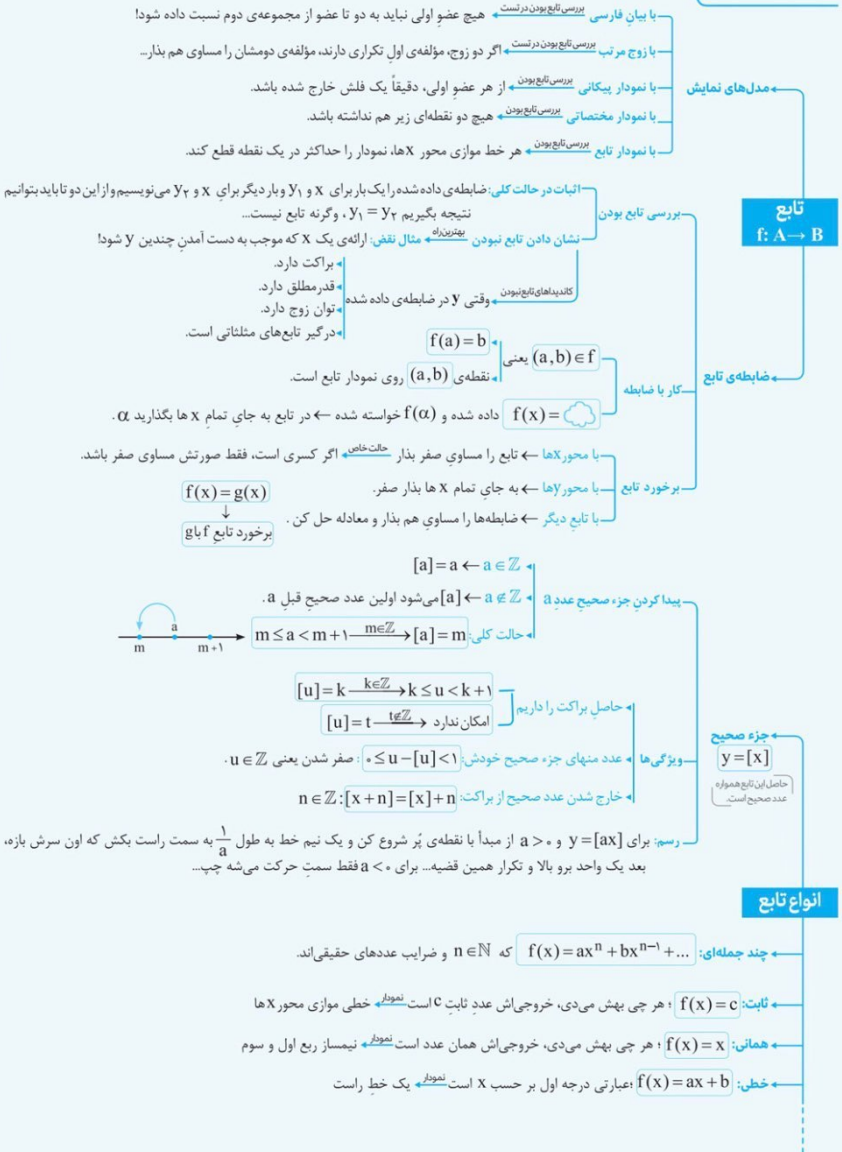 با بیانِ فارسی بررسی تابع بودن در تست هیچ عضوِ اولی نباید به دو تا عضو از مجموعه‌ی دوم نسبت داده شود!
با زوج مرتب بررسی تابع بودن در تست اگر دو زوج، مؤلفه‌ی اولِ تکراری دارند، مؤلفه‌ی دومشان را مساوی هم بذار...
مدل‌های نمایش
با نمودار پیکانی بررسی تابع بودن از هر عضوِ اولی، دقیقاً یک فلش خارج شده باشد.
با نمودار مختصاتی بررسی تابع بودن هیچ دو نقطه‌ای زیر هم نداشته باشد.
با نمودار تابع بررسی تابع بودن هر خط موازی محور xها، نمودار را حداکثر در یک نقطه قطع کند.
تابع
f: A → B
بررسی تابع بودن
اثبات در حالت کلی: ضابطه‌ی داده شده را یک بار برای x و y₁ و بار دیگر برایِ x و y₂ می‌نویسیم و از این دو تا باید بتوانیم
نتیجه بگیریم y₁ = y₂ ، وگرنه تابع نیست...
نشان دادن تابع نبودن بهترین راه مثال نقض: ارائه‌ی یک x که موجب به دست آمدنِ چندین y شود!
کاندیداهای تابع نبودن وقتی y در ضابطه‌ی داده شده
براکت دارد.
قدرمطلق دارد.
توان زوج دارد.
درگیر تابع‌های مثلثاتی است.
ضابطه‌ی تابع
کار با ضابطه
(a,b)∈f یعنی
f(a)=b
نقطه‌ی (a,b) روی نمودار تابع است.
f(x)= داده شده و f(α) خواسته شده ← در تابع به جایِ تمامِ x ها بگذارید α.
برخورد تابع
با محور xها ← تابع را مساویِ صفر بذار حالت خاص اگر کسری است، فقط صورتش مساوی صفر باشد.
با محور yها ← به جایِ تمام x ها بذار صفر.
با تابعِ دیگر ← ضابطه‌ها را مساویِ هم بذار و معادله حل کن .
f(x)=g(x)
↓
برخورد تابعِ f با g
پیدا کردنِ جزء صحیحِ عددِ a
a∈ℤ ← [a]=a
a∉ℤ ← [a] می‌شود اولین عدد صحیحِ قبلِ a .
حالت کلی: m≤a<m+۱ m∈ℤ→ [a]=m
a
m m+۱
جزء صحیح
y=[x]
حاصل این تابع همواره
عدد صحیح است.
ویژگی‌ها
حاصلِ براکت را داریم
[u]=k k∈ℤ→ k≤u<k+۱
[u]=t t∉ℤ→ امکان ندارد
عدد منهای جزء صحیح خودش: ۰≤u−[u]<۱ : صفر شدن یعنی u∈ℤ .
خارج شدن عدد صحیح از براکت: [x+n]=[x]+n :n∈ℤ
رسم: برای y=[ax] و a>۰ از مبدأ با نقطه‌ی پُر شروع کن و یک نیم خط به طول ۱/a به سمت راست بکش که اون سرش بازه،
بعد یک واحد برو بالا و تکرار همین قضیه... برای a<۰ فقط سمتِ حرکت می‌شه چپ...
انواع تابع
چند جمله‌ای: f(x)=axⁿ+bxⁿ⁻¹+... که n∈ℕ و ضرایب عددهای حقیقی‌اند.
ثابت: f(x)=c ؛ هر چی بهش می‌دی، خروجی‌اش عددِ ثابتِ c است نمودار خطی موازی محور xها
همانی: f(x)=x ؛ هر چی بهش می‌دی، خروجی‌اش همان عدد است نمودار نیمساز ربع اول و سوم
خطی: f(x)=ax+b ؛ عبارتی درجه اول بر حسب x است نمودار یک خطِ راست